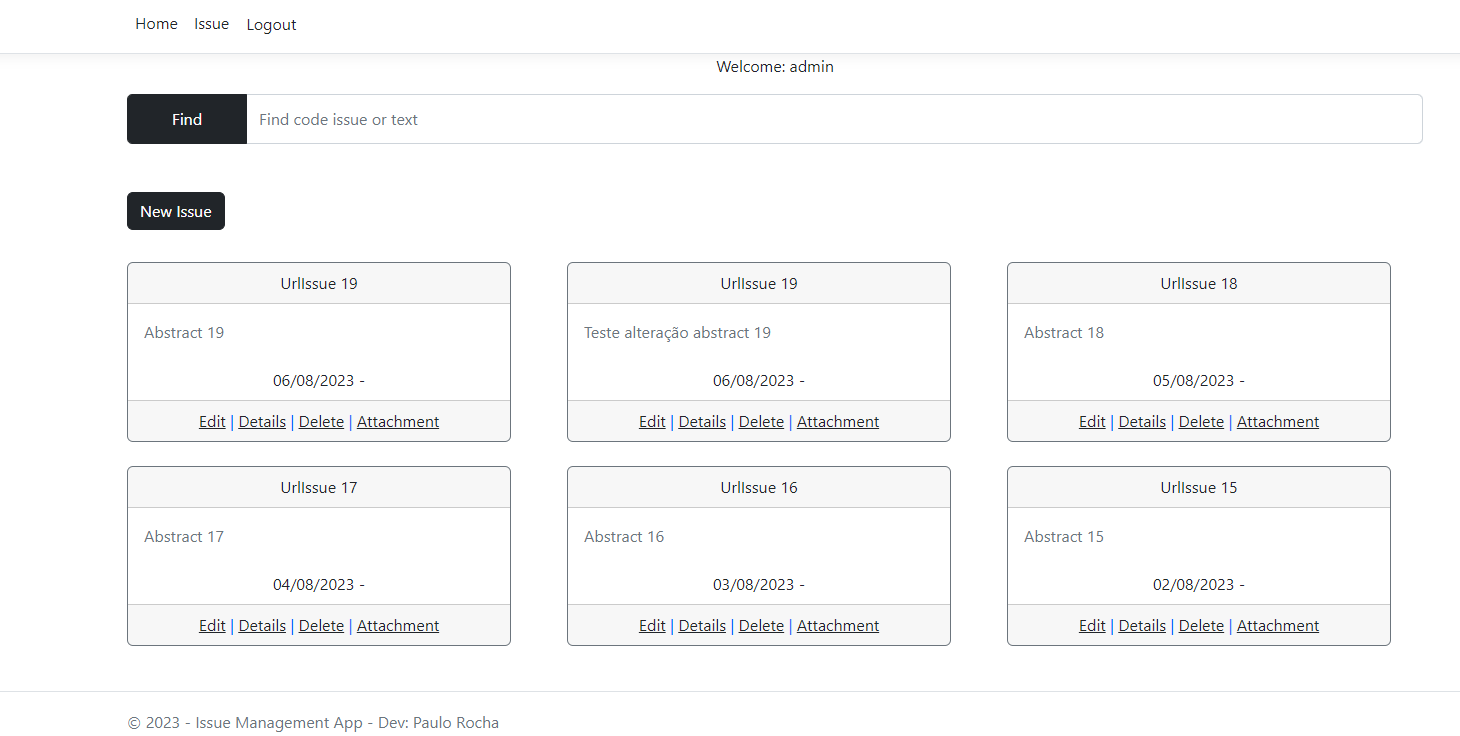 Home Issue Logout
Welcome: admin
Find Find code issue or text
New Issue
UrlIssue 19
Abstract 19
06/08/2023 -
Edit | Details | Delete | Attachment
UrlIssue 19
Teste alteração abstract 19
06/08/2023 -
Edit | Details | Delete | Attachment
UrlIssue 18
Abstract 18
05/08/2023 -
Edit | Details | Delete | Attachment
UrlIssue 17
Abstract 17
04/08/2023 -
Edit | Details | Delete | Attachment
UrlIssue 16
Abstract 16
03/08/2023 -
Edit | Details | Delete | Attachment
UrlIssue 15
Abstract 15
02/08/2023 -
Edit | Details | Delete | Attachment
© 2023 - Issue Management App - Dev: Paulo Rocha